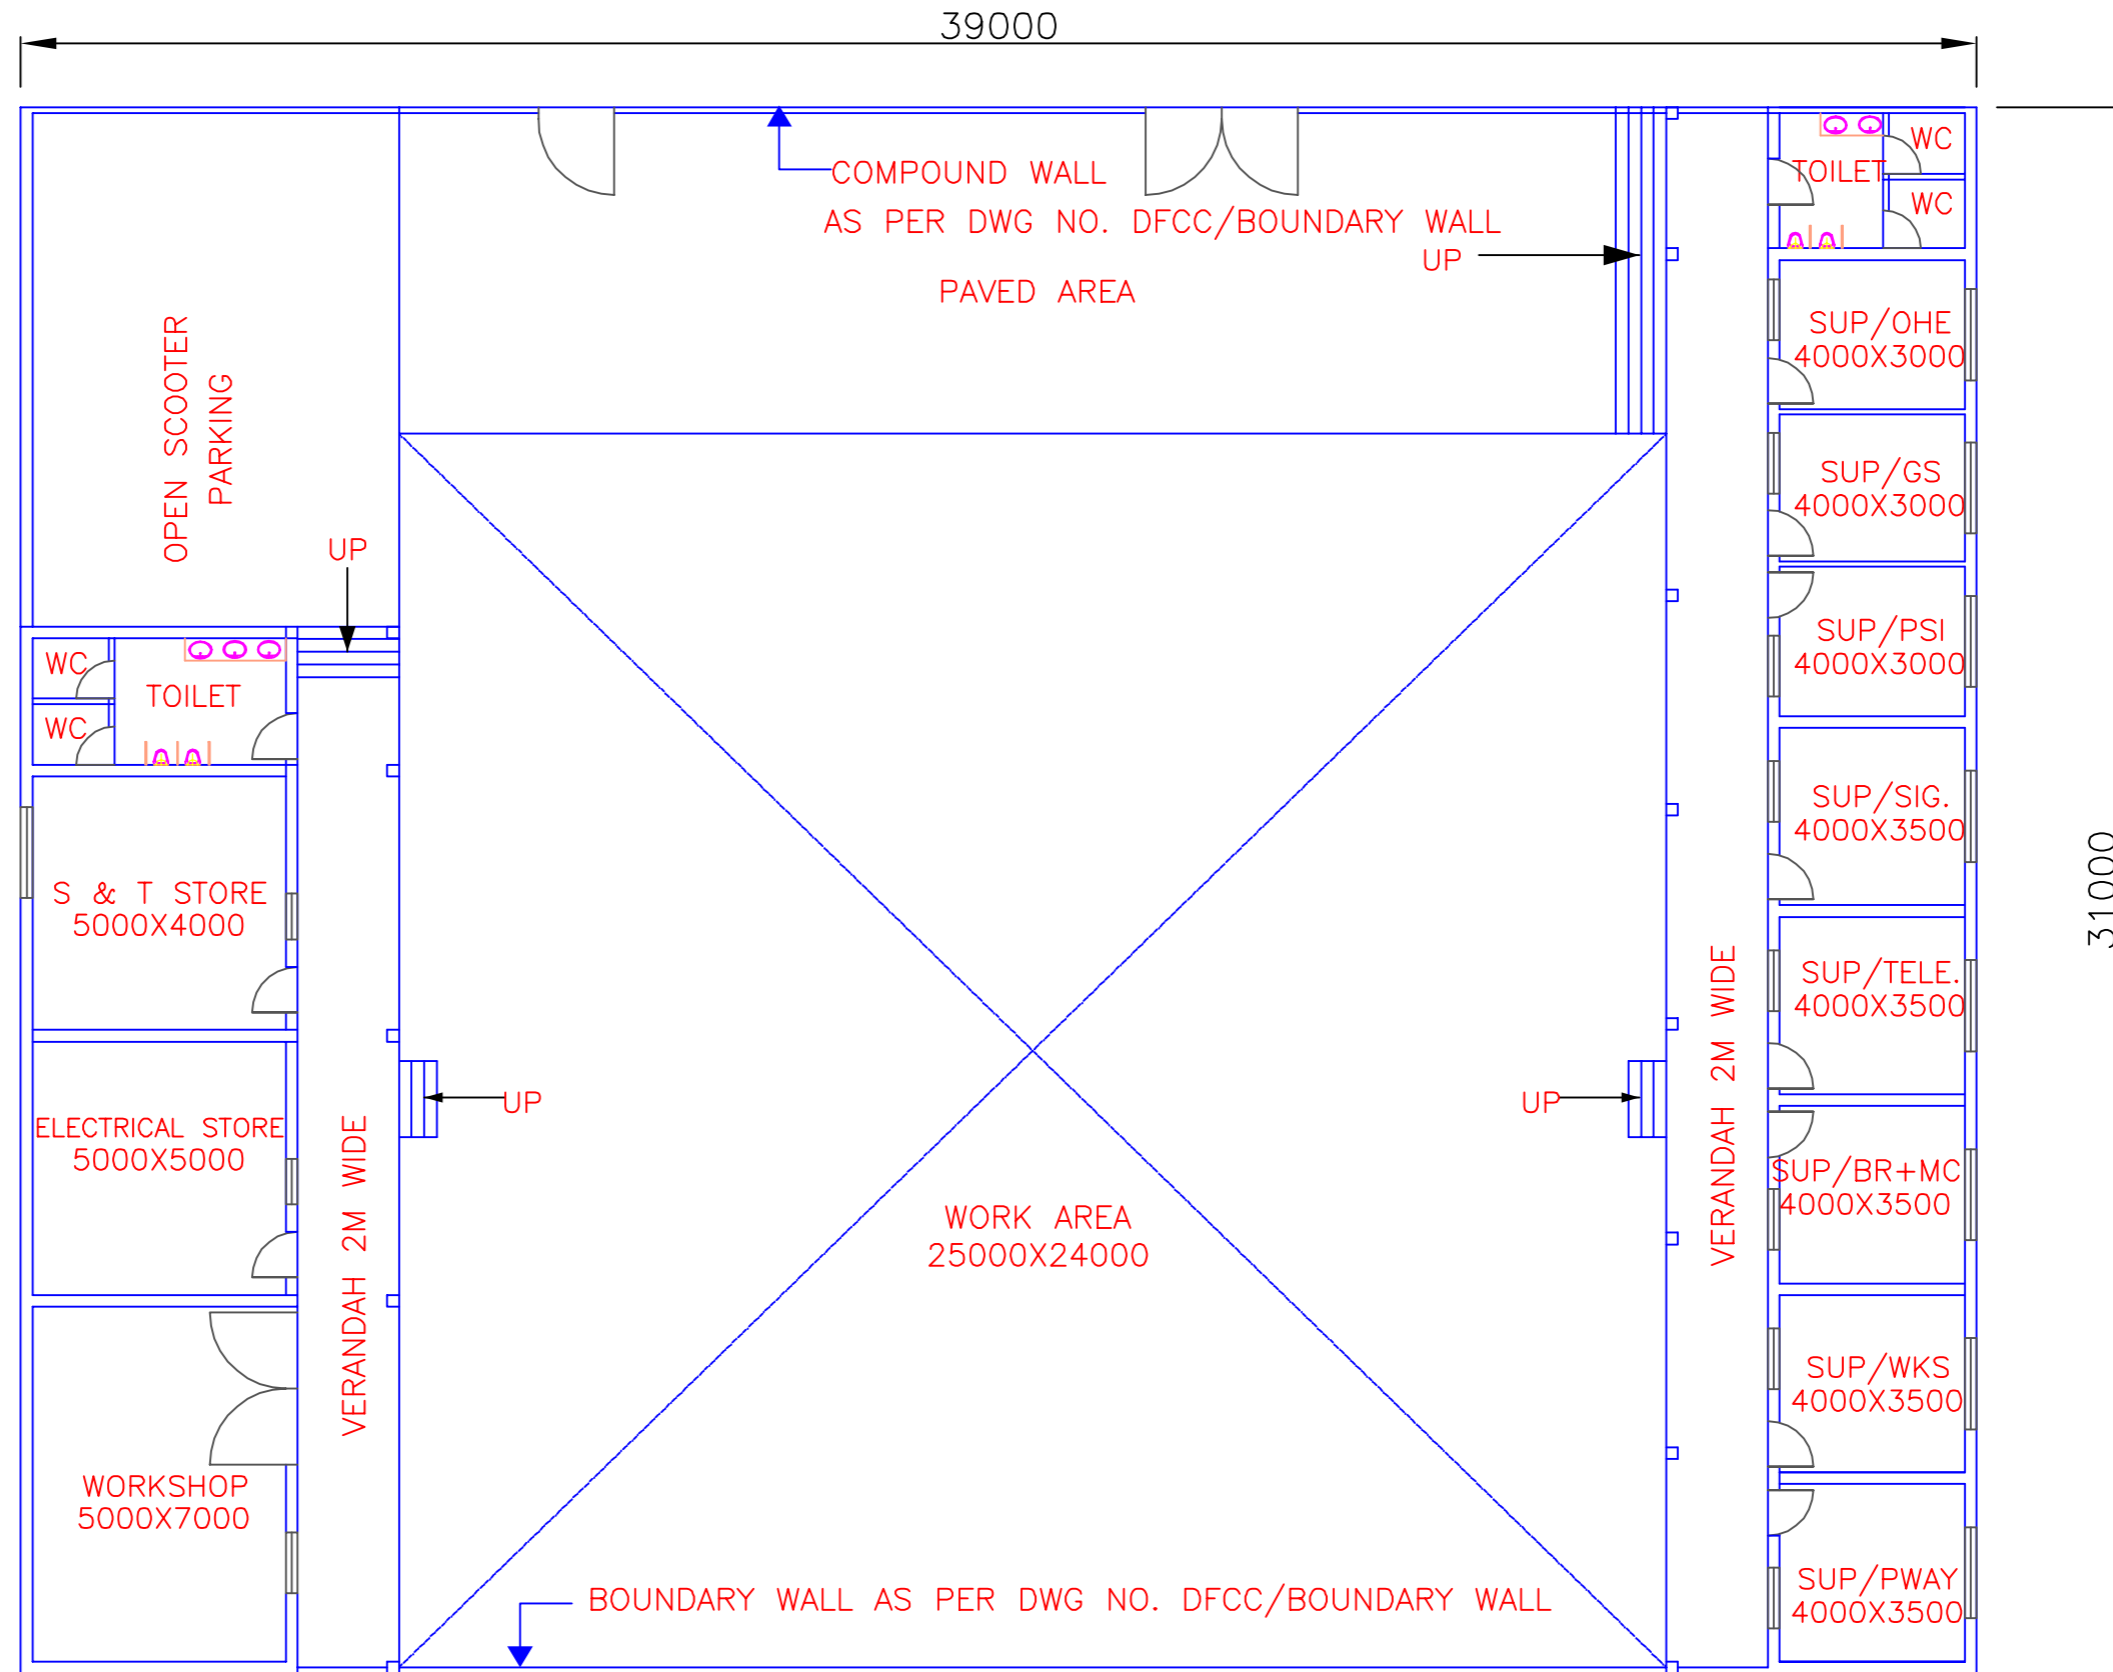 39000
COMPOUND WALL
AS PER DWG NO. DFCC/BOUNDARY WALL
UP
PAVED AREA
OPEN SCOOTER
PARKING
UP
WC
TOILET
WC
S & T STORE
5000X4000
ELECTRICAL STORE
5000X5000
WORKSHOP
5000X7000
VERANDAH 2M WIDE
UP
WORK AREA
25000X24000
UP
VERANDAH 2M WIDE
BOUNDARY WALL AS PER DWG NO. DFCC/BOUNDARY WALL
WC
TOILET
WC
SUP/OHE
4000X3000
SUP/GS
4000X3000
SUP/PSI
4000X3000
SUP/SIG.
4000X3500
SUP/TELE.
4000X3500
SUP/BR+MC
4000X3500
SUP/WKS
4000X3500
SUP/PWAY
4000X3500
31000